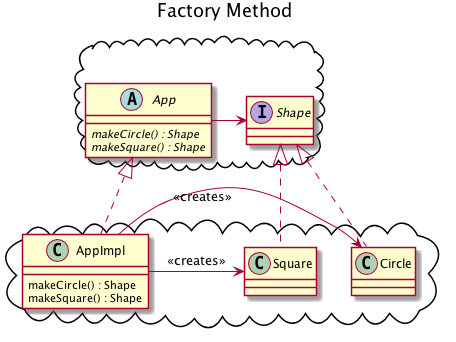 Factory Method
A App
I Shape
makeCircle() : Shape
makeSquare() : Shape
«creates»
C AppImpl
«creates»
C Square
C Circle
makeCircle() : Shape
makeSquare() : Shape